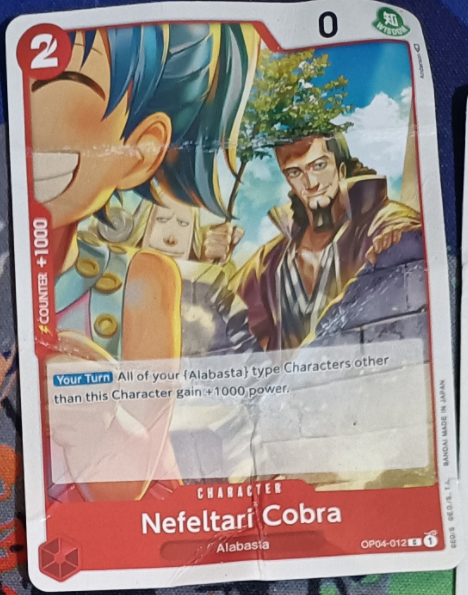 2
0
知
WISDOM
⚡COUNTER +1000
Your Turn All of your {Alabasta} type Characters other
than this Character gain +1000 power.
CHARACTER
Nefeltari Cobra
Alabasta
OP04-012 C 1
BANDAI MADE IN JAPAN